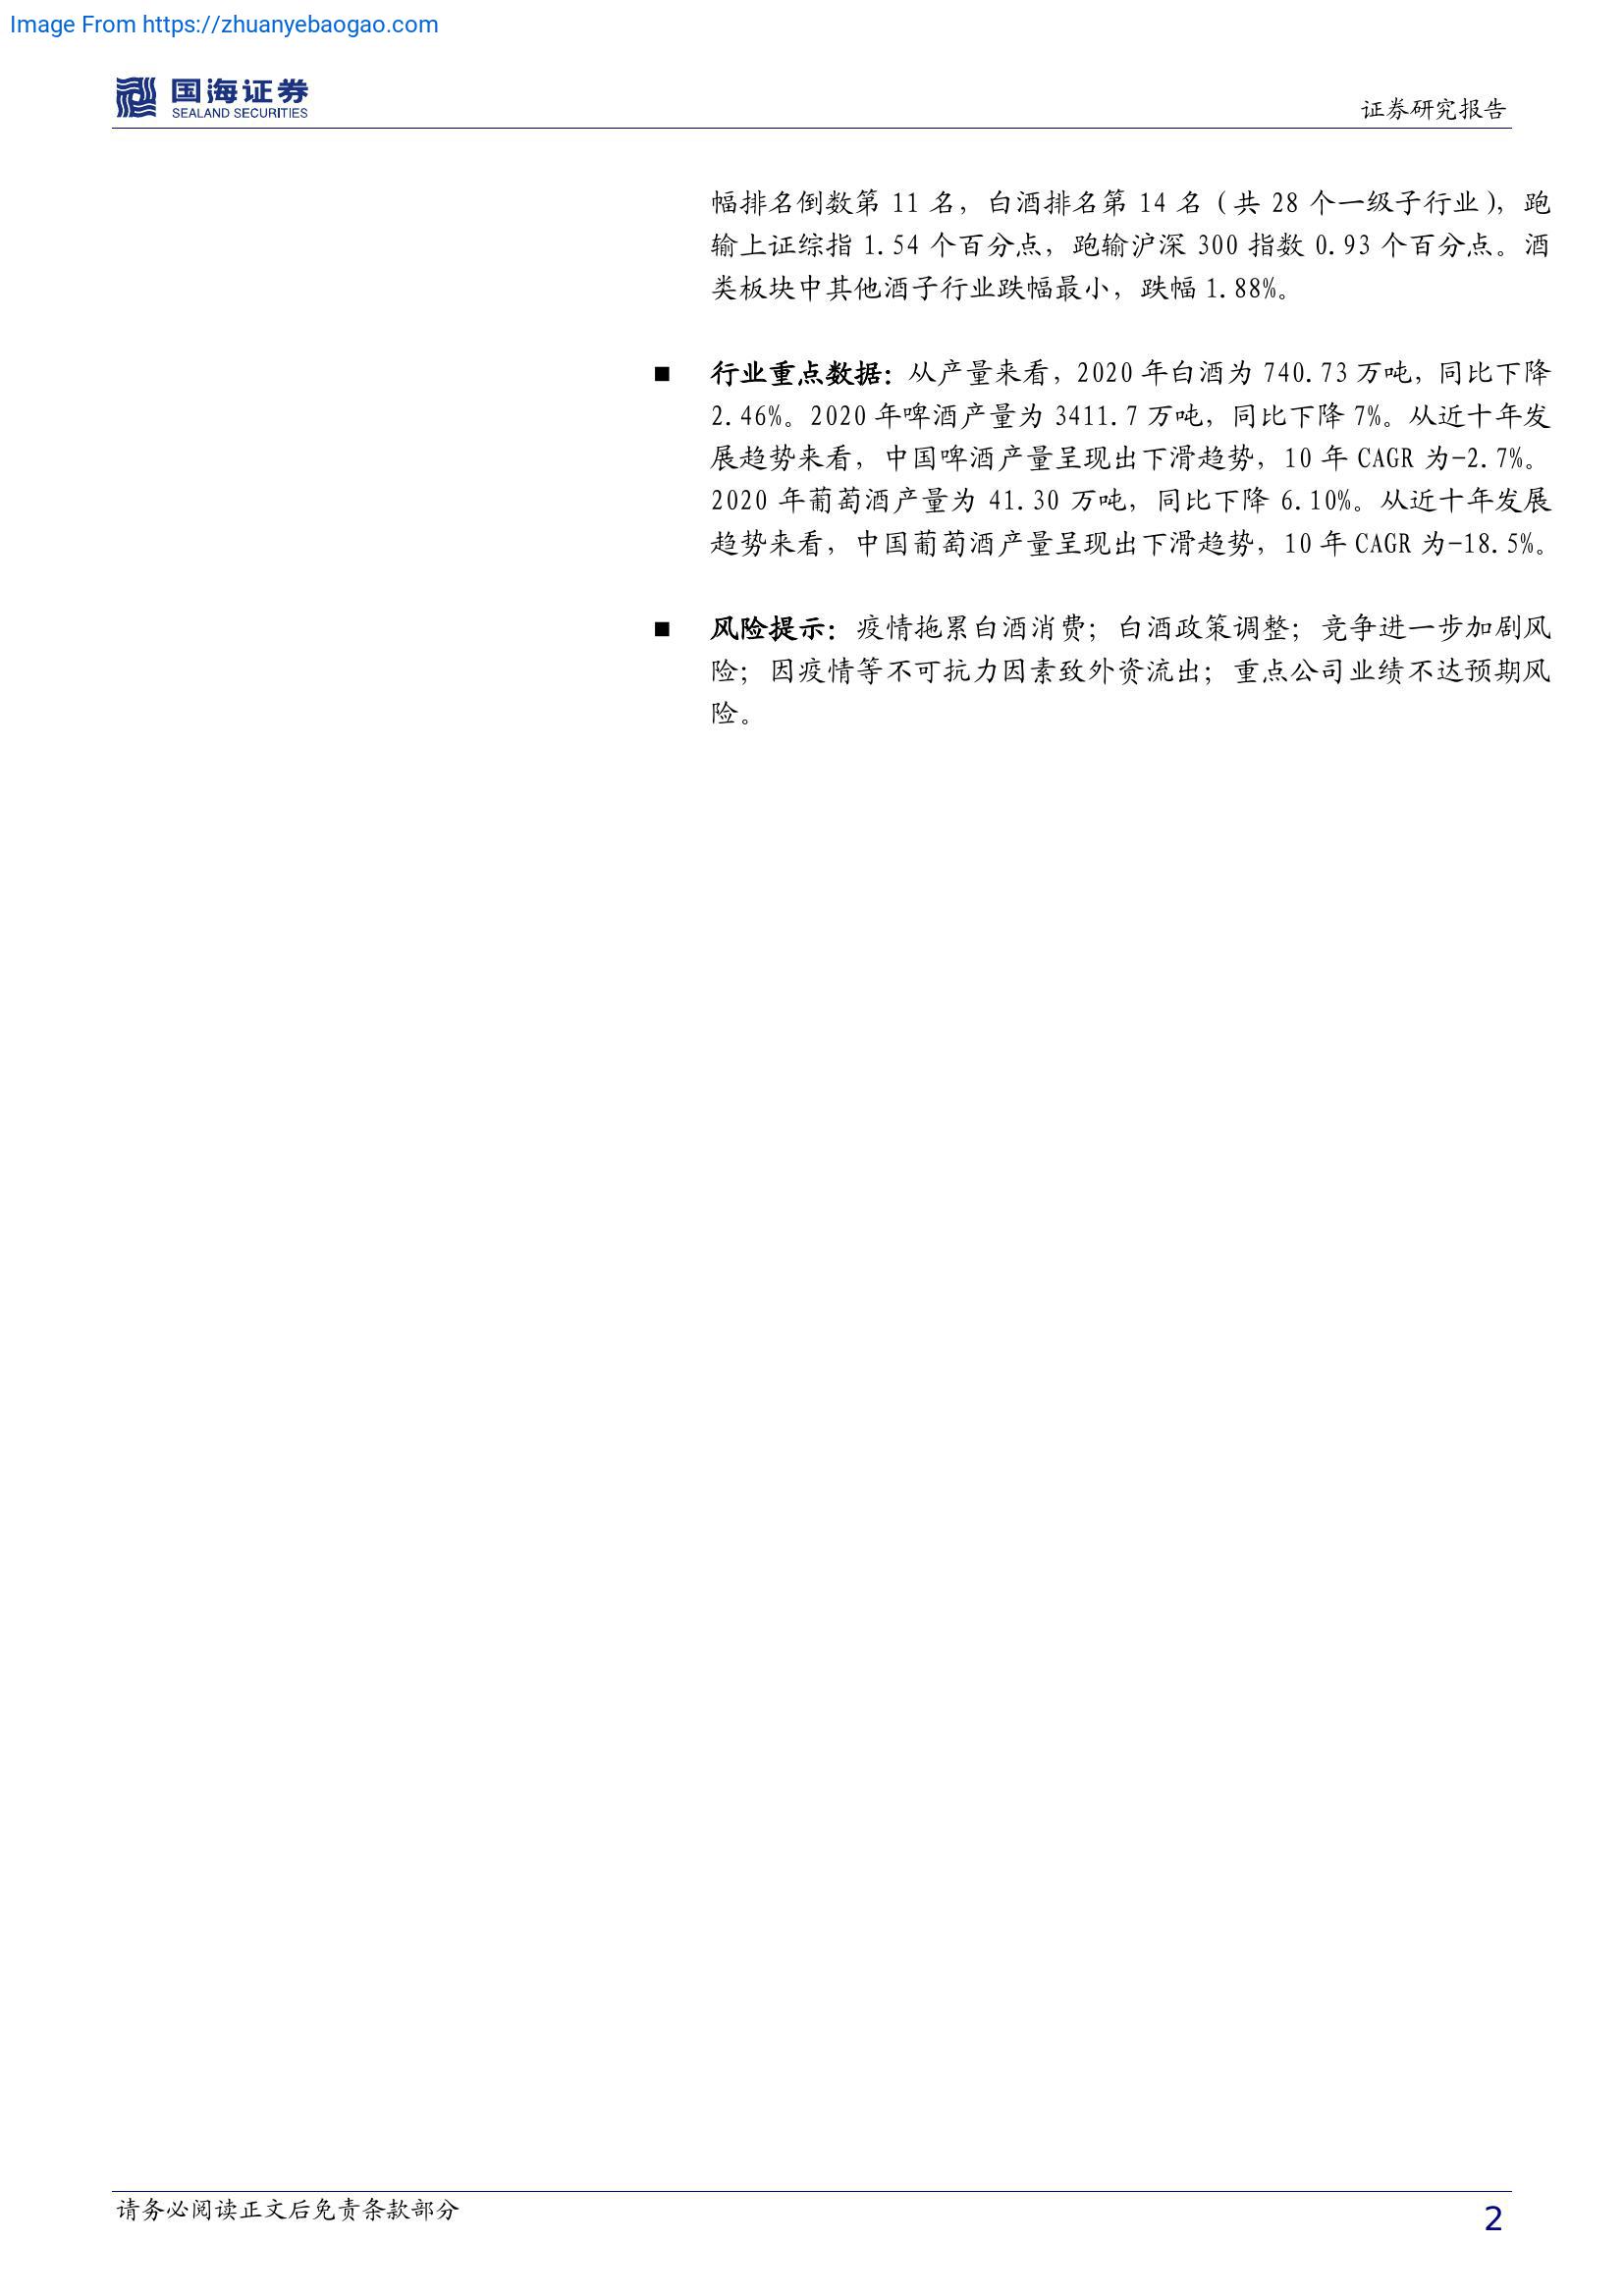 Image From https://zhuanyebaogao.com
国海证券
SEALAND SECURITIES
证券研究报告
幅排名倒数第 11 名，白酒排名第 14 名（共 28 个一级子行业），跑
输上证综指 1.54 个百分点，跑输沪深 300 指数 0.93 个百分点。酒
类板块中其他酒子行业跌幅最小，跌幅 1.88%。
■ 行业重点数据：从产量来看，2020 年白酒为 740.73 万吨，同比下降
2.46%。2020 年啤酒产量为 3411.7 万吨，同比下降 7%。从近十年发
展趋势来看，中国啤酒产量呈现出下滑趋势，10 年 CAGR 为-2.7%。
2020 年葡萄酒产量为 41.30 万吨，同比下降 6.10%。从近十年发展
趋势来看，中国葡萄酒产量呈现出下滑趋势，10 年 CAGR 为-18.5%。
■ 风险提示：疫情拖累白酒消费；白酒政策调整；竞争进一步加剧风
险；因疫情等不可抗力因素致外资流出；重点公司业绩不达预期风
险。
请务必阅读正文后免责条款部分
2